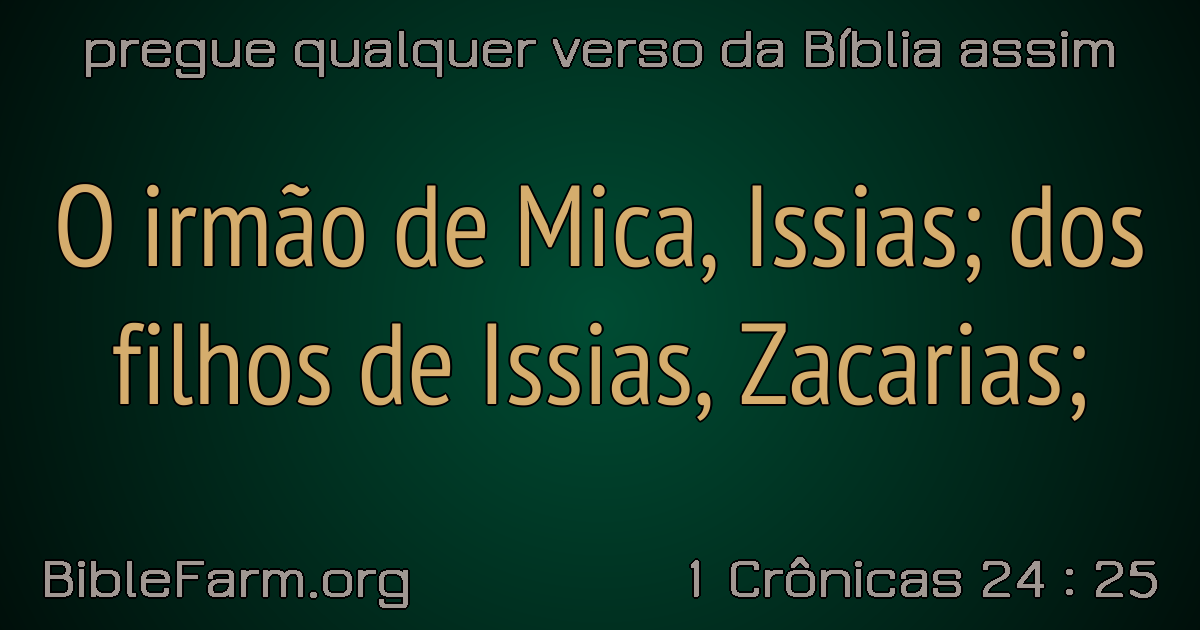 pregue qualquer verso da Bíblia assim
O irmão de Mica, Issias; dos
filhos de Issias, Zacarias;
BibleFarm.org
1 Crônicas 24 : 25